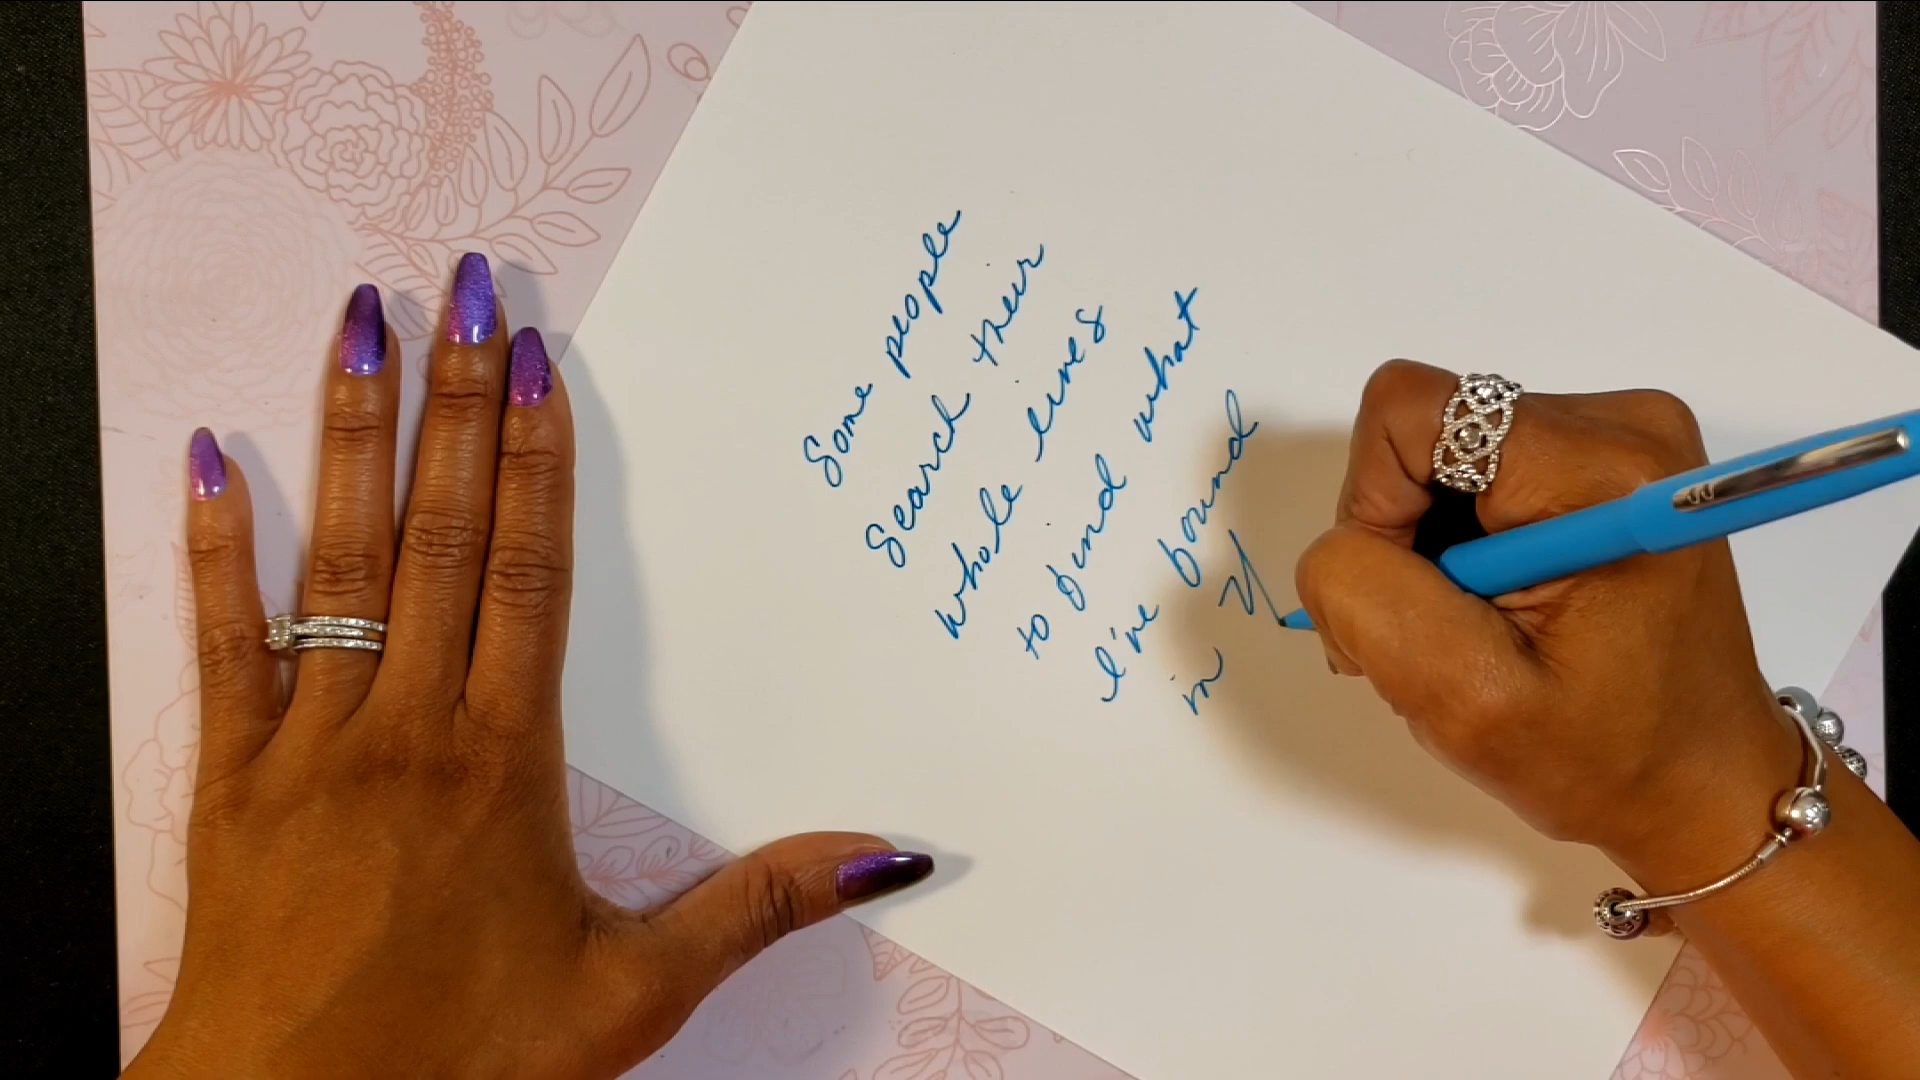 Some people
Search their
whole lives
to find what
I've found
in y